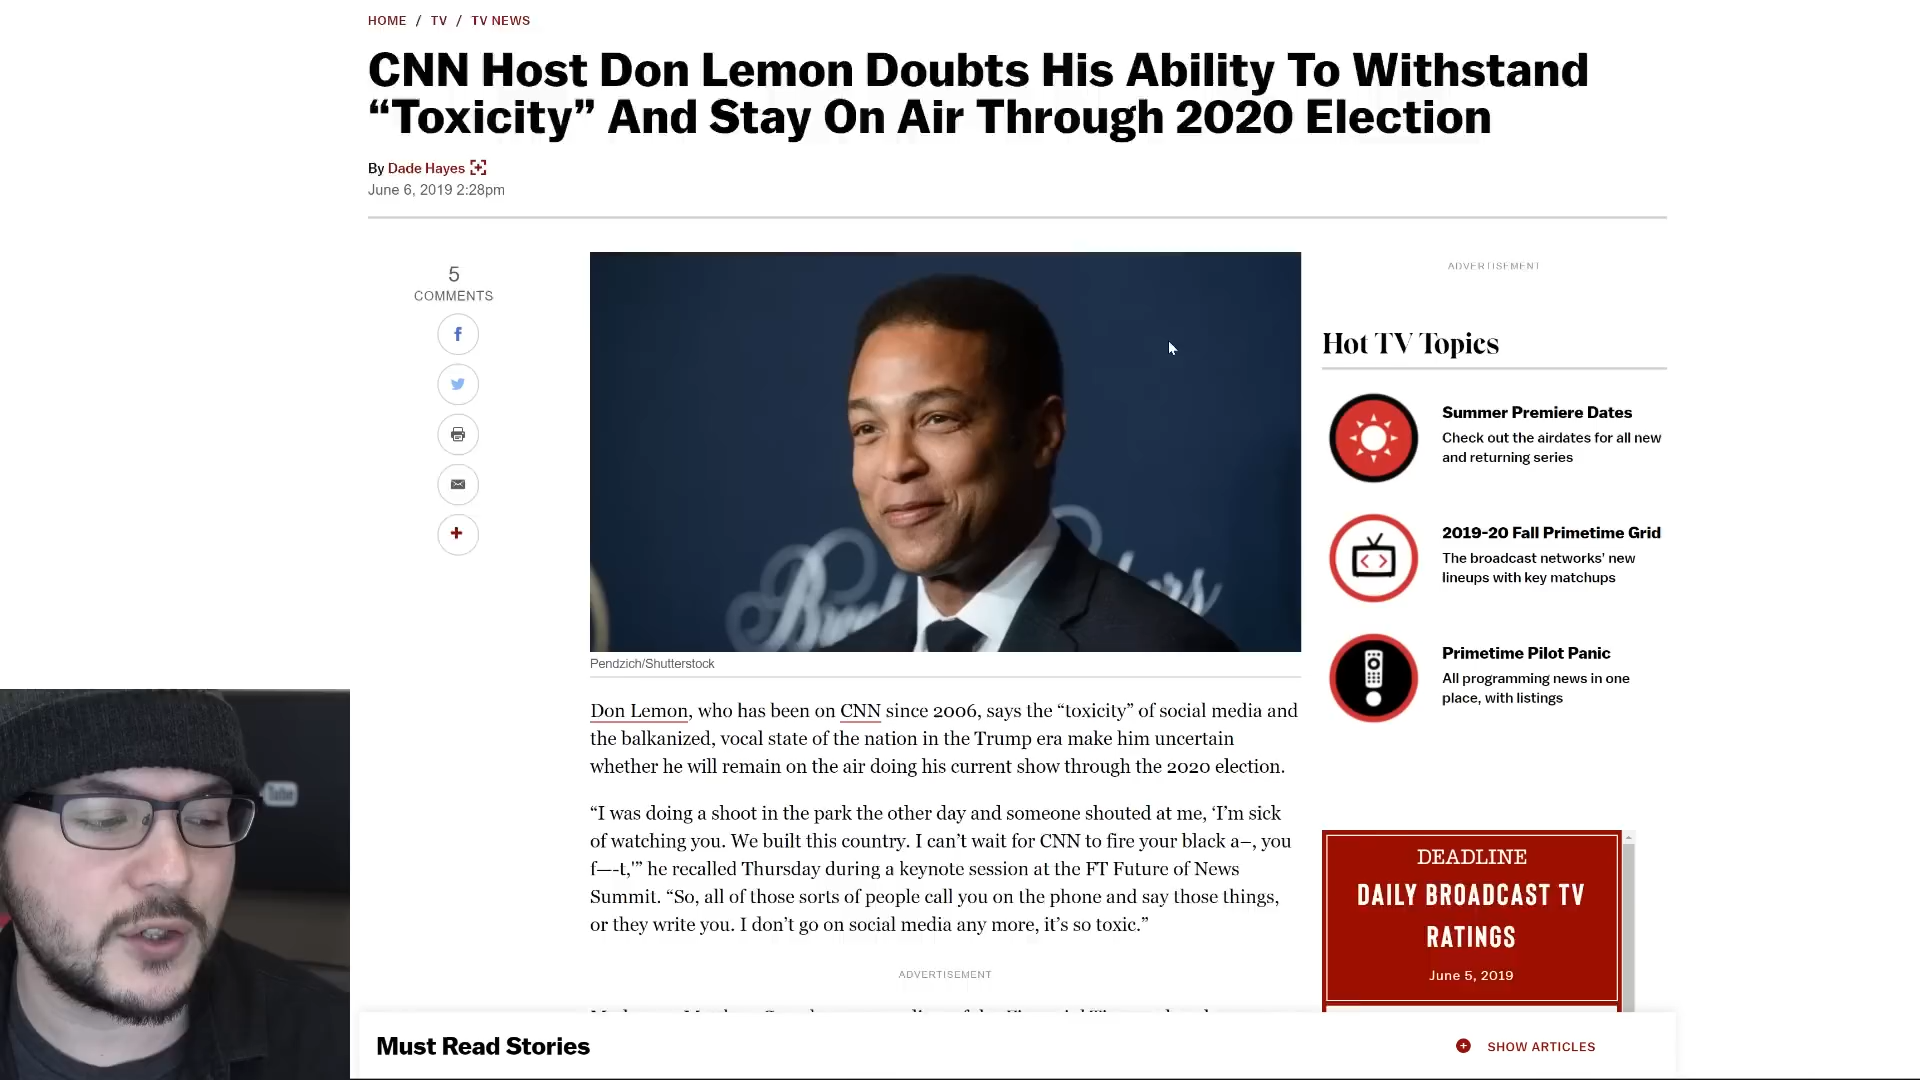 HOME / TV / TV NEWS
CNN Host Don Lemon Doubts His Ability To Withstand
“Toxicity” And Stay On Air Through 2020 Election
By Dade Hayes
June 6, 2019 2:28pm
5
COMMENTS
f
Pendzich/Shutterstock
Don Lemon, who has been on CNN since 2006, says the “toxicity” of social media and
the balkanized, vocal state of the nation in the Trump era make him uncertain
whether he will remain on the air doing his current show through the 2020 election.
“I was doing a shoot in the park the other day and someone shouted at me, ‘I’m sick
of watching you. We built this country. I can’t wait for CNN to fire your black a–, you
f—-t,'” he recalled Thursday during a keynote session at the FT Future of News
Summit. “So, all of those sorts of people call you on the phone and say those things,
or they write you. I don’t go on social media any more, it’s so toxic.”
ADVERTISEMENT
ADVERTISEMENT
Hot TV Topics
Summer Premiere Dates
Check out the airdates for all new
and returning series
2019-20 Fall Primetime Grid
The broadcast networks' new
lineups with key matchups
Primetime Pilot Panic
All programming news in one
place, with listings
DEADLINE
DAILY BROADCAST TV
RATINGS
June 5, 2019
Tube
Must Read Stories
SHOW ARTICLES